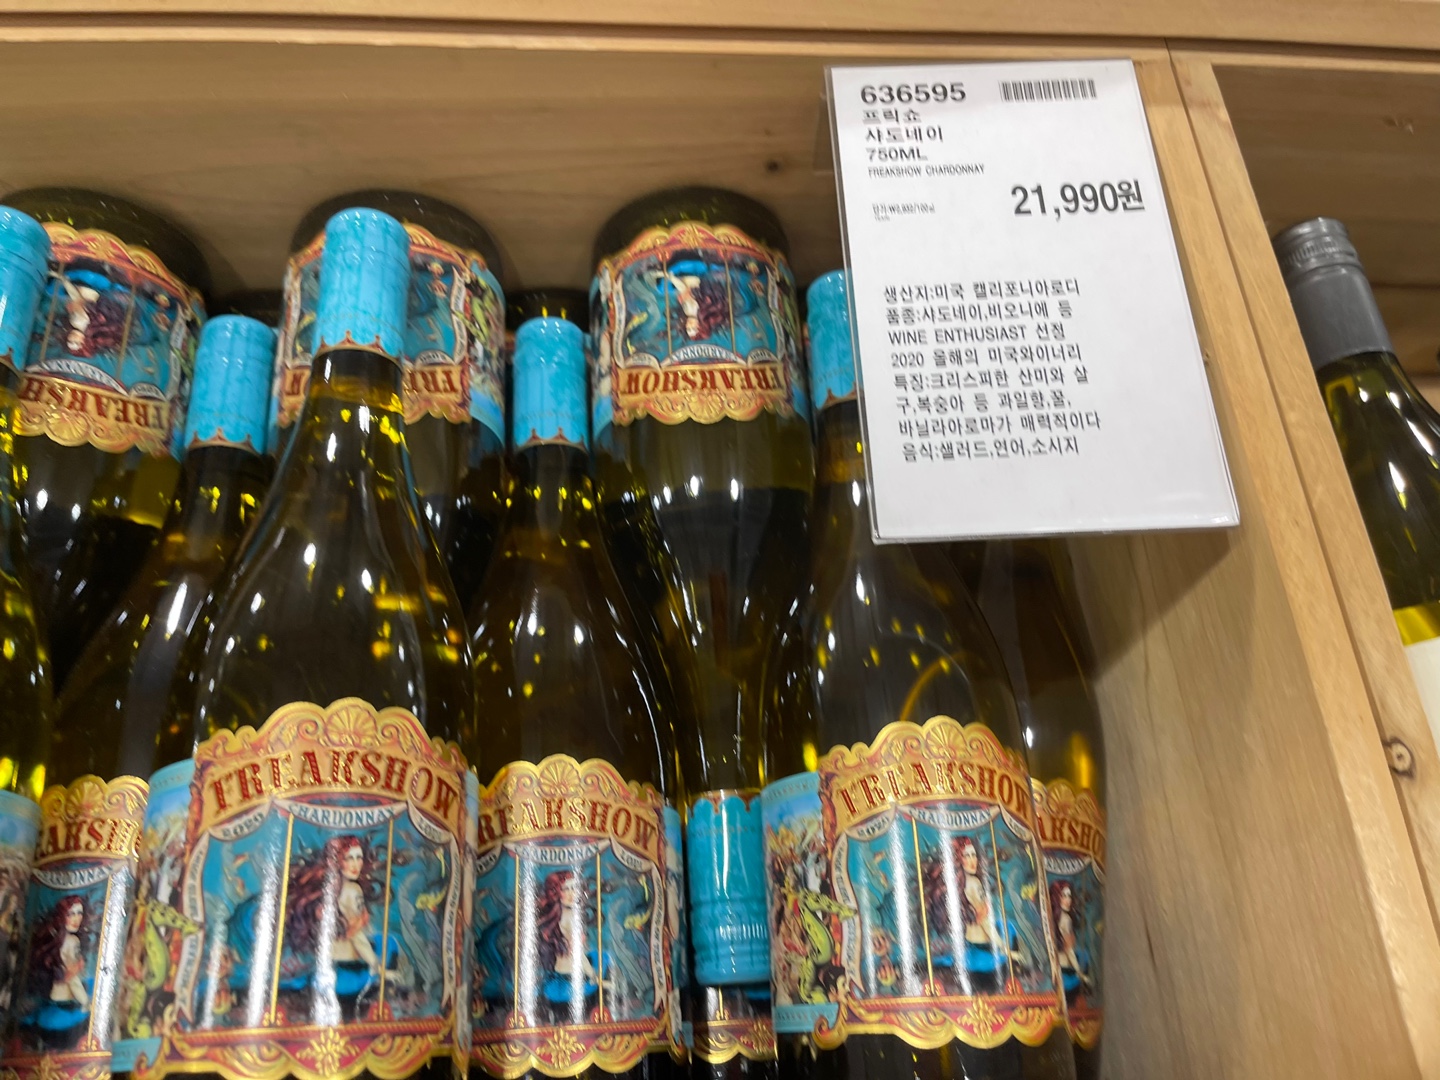 636595
프릭쇼
샤도네이
750ML
FREAKSHOW CHARDONNAY
21,990원
생산지:미국 캘리포니아로디
품종:샤도네이,비오니에 등
WINE ENTHUSIAST 선정
2020 올해의 미국와이너리
특징:크리스피한 산미와 살
구,복숭아 등 과일향,꿀,
바닐라아로마가 매력적이다
음식:샐러드,연어,소시지
FREAKSHOW
FREAKSHOW
CHARDONNAY
FREAKSHOW
CHARDONNAY
FREAKSHOW
CHARDONNAY